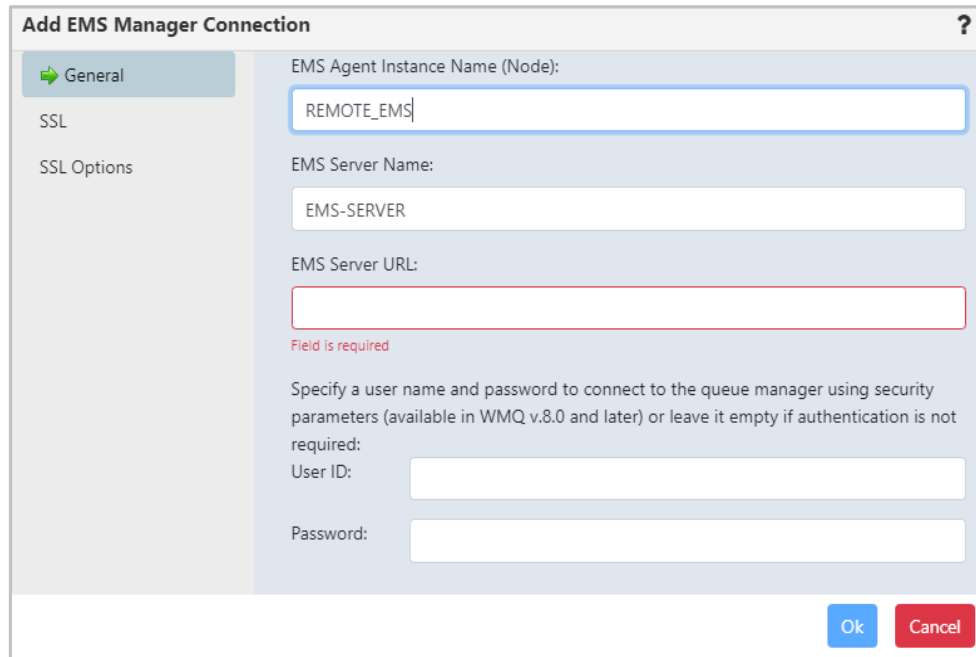 Add EMS Manager Connection ?
General
SSL
SSL Options
EMS Agent Instance Name (Node):
REMOTE_EMS
EMS Server Name:
EMS-SERVER
EMS Server URL:
Field is required
Specify a user name and password to connect to the queue manager using security
parameters (available in WMQ v.8.0 and later) or leave it empty if authentication is not
required:
User ID:
Password:
Ok Cancel